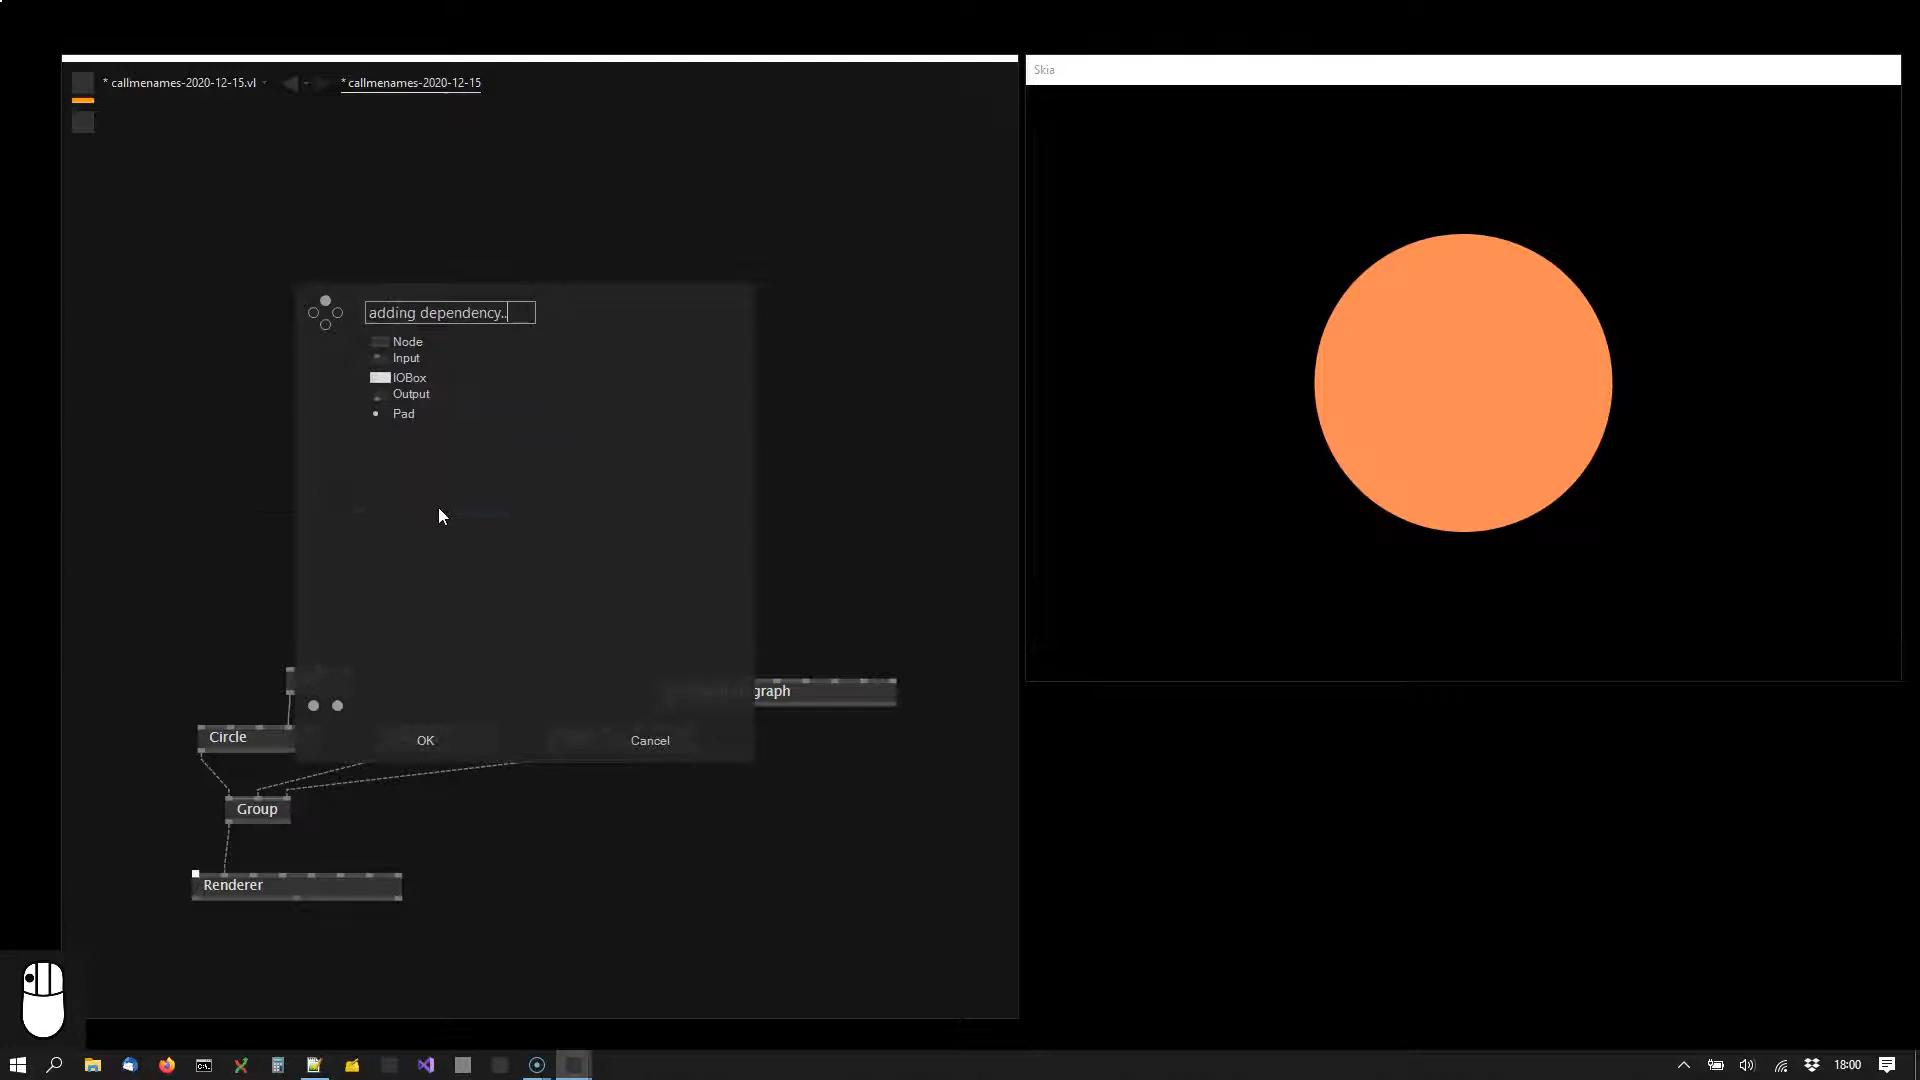 * callmenames-2020-12-15.vl
* callmenames-2020-12-15
Skia
adding dependency..
Node
Input
IOBox
Output
Pad
graph
Circle
OK
Cancel
Group
Renderer
18:00